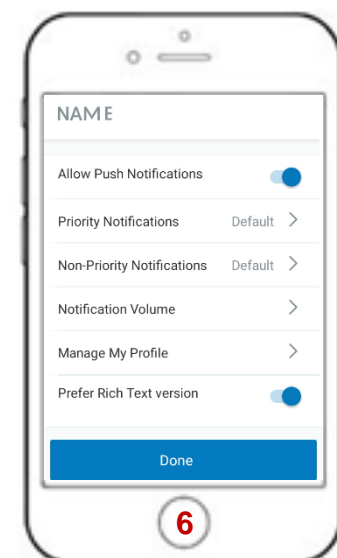 NAME
Allow Push Notifications
Priority Notifications Default
Non-Priority Notifications Default
Notification Volume
Manage My Profile
Prefer Rich Text version
Done
6